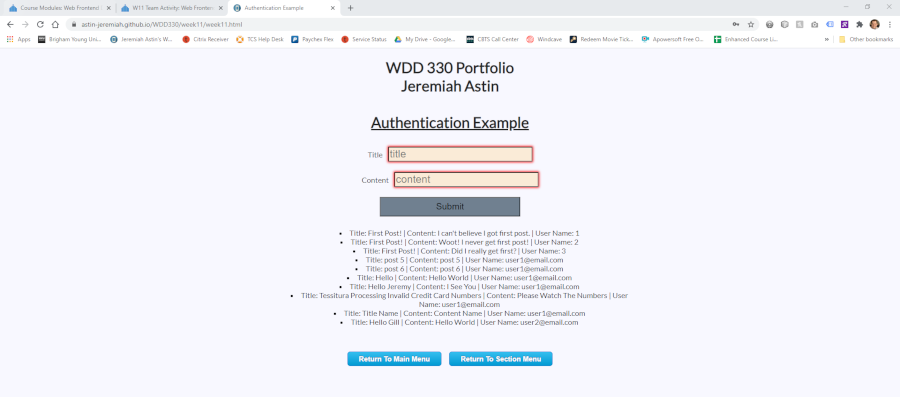 Course Modules: Web Frontend
W11 Team Activity: Web Frontend
Authentication Example
astin-jeremiah.github.io/WDD330/week11/week11.html
Apps
Brigham Young Uni...
Jeremiah Astin's W...
Citrix Receiver
TCS Help Desk
Paychex Flex
Service Status
My Drive – Google...
CBTS Call Center
Windcave
Redeem Movie Tick...
Apowersoft Free O...
Enhanced Course Li...
»
Other bookmarks
WDD 330 Portfolio
Jeremiah Astin
Authentication Example
Title title
Content content
Submit
• Title: First Post! | Content: I can't believe I got first post. | User Name: 1
• Title: First Post! | Content: Woot! I never get first post! | User Name: 2
• Title: First Post! | Content: Did I really get first? | User Name: 3
• Title: post 5 | Content: post 5 | User Name: user1@email.com
• Title: post 6 | Content: post 6 | User Name: user1@email.com
• Title: Hello | Content: Hello World | User Name: user1@email.com
• Title: Hello Jeremy | Content: I See You | User Name: user1@email.com
• Title: Tessitura Processing Invalid Credit Card Numbers | Content: Please Watch The Numbers | User
Name: user1@email.com
• Title: Title Name | Content: Content Name | User Name: user1@email.com
• Title: Hello Gill | Content: Hello World | User Name: user2@email.com
Return To Main Menu
Return To Section Menu